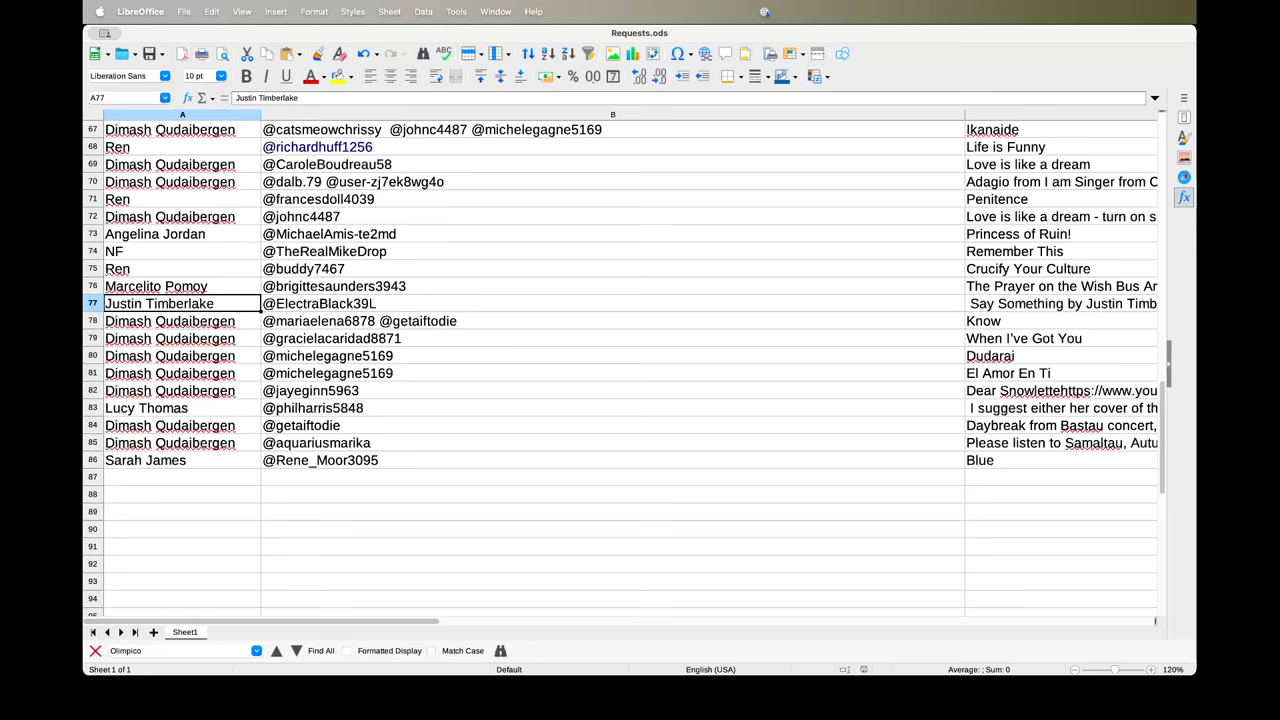 LibreOffice File Edit View Insert Format Styles Sheet Data Tools Window Help
Requests.ods
Liberation Sans 10 pt
A77 Justin Timberlake
A B
67 Dimash Qudaibergen @catsmeowchrissy @johnc4487 @michelegagne5169 Ikanaide
68 Ren @richardhuff1256 Life is Funny
69 Dimash Qudaibergen @CaroleBoudreau58 Love is like a dream
70 Dimash Qudaibergen @dalb.79 @user-zj7ek8wg4o Adagio from I am Singer from C
71 Ren @francesdoll4039 Penitence
72 Dimash Qudaibergen @johnc4487 Love is like a dream - turn on s
73 Angelina Jordan @MichaelAmis-te2md Princess of Ruin!
74 NF @TheRealMikeDrop Remember This
75 Ren @buddy7467 Crucify Your Culture
76 Marcelito Pomoy @brigittesaunders3943 The Prayer on the Wish Bus Ar
77 Justin Timberlake @ElectraBlack39L Say Something by Justin Timb
78 Dimash Qudaibergen @mariaelena6878 @getaiftodie Know
79 Dimash Qudaibergen @gracielacaridad8871 When I've Got You
80 Dimash Qudaibergen @michelegagne5169 Dudarai
81 Dimash Qudaibergen @michelegagne5169 El Amor En Ti
82 Dimash Qudaibergen @jayeginn5963 Dear Snowlettehttps://www.you
83 Lucy Thomas @philharris5848 I suggest either her cover of th
84 Dimash Qudaibergen @getaiftodie Daybreak from Bastau concert,
85 Dimash Qudaibergen @aquariusmarika Please listen to Samaltau, Autu
86 Sarah James @Rene_Moor3095 Blue
87
88
89
90
91
92
93
94
Sheet1
Olimpico Find All Formatted Display Match Case
Sheet 1 of 1 Default English (USA) Average: ; Sum: 0 120%